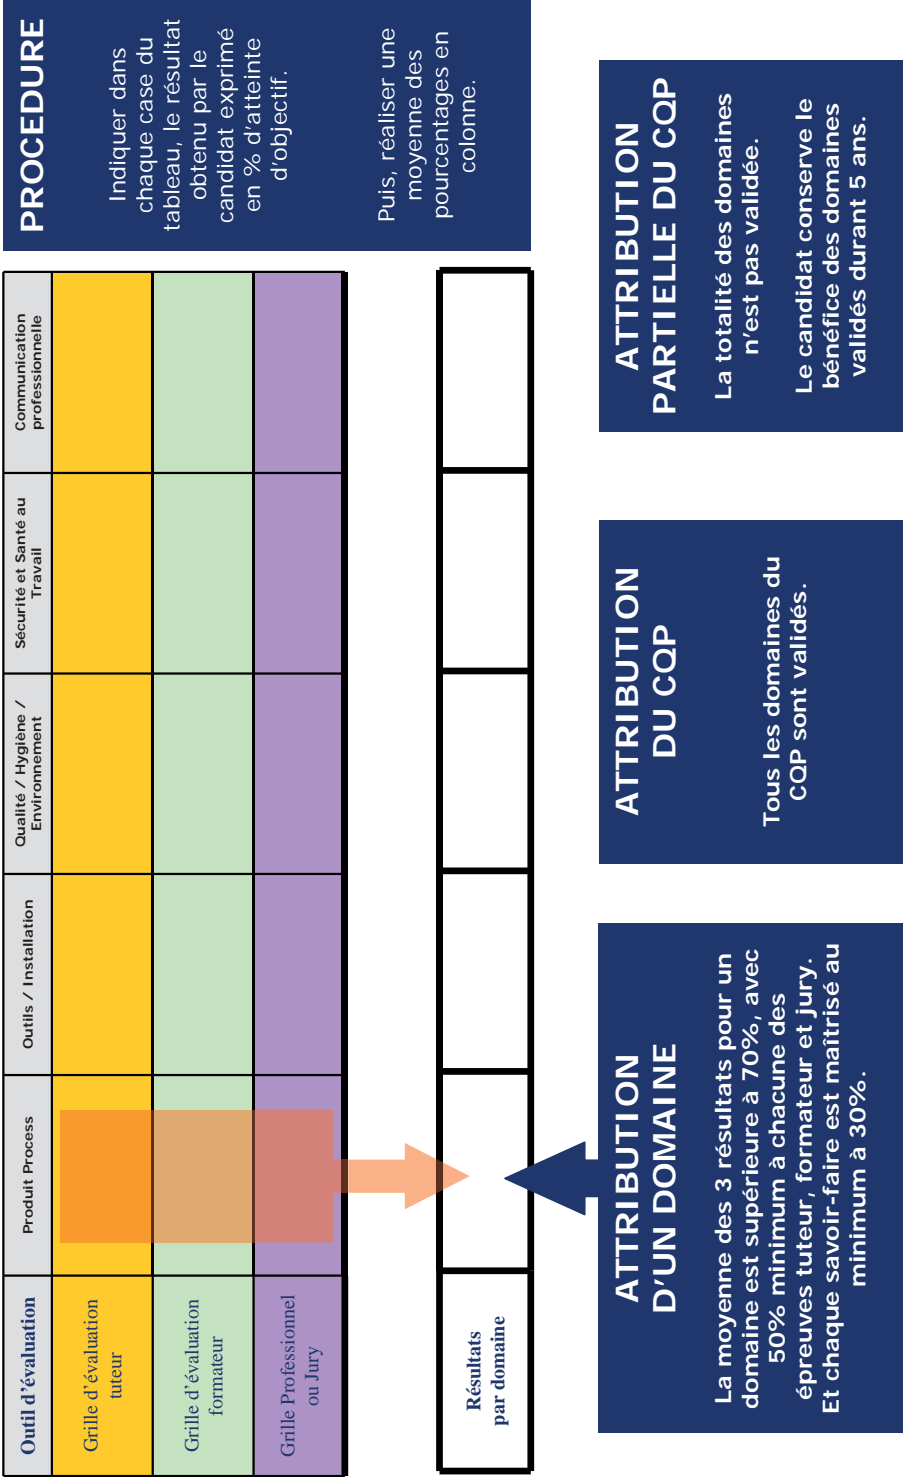 Outil d'évaluation
Produit Process
Outils / Installation
Qualité / Hygiène /
Environnement
Sécurité et Santé au
Travail
Communication
professionnelle
Grille d'évaluation
tuteur
Grille d'évaluation
formateur
Grille Professionnel
ou Jury
Résultats
par domaine
PROCEDURE
Indiquer dans
chaque case du
tableau, le résultat
obtenu par le
candidat exprimé
en % d'atteinte
d'objectif.
Puis, réaliser une
moyenne des
pourcentages en
colonne.
ATTRIBUTION
D'UN DOMAINE
La moyenne des 3 résultats pour un
domaine est supérieure à 70%, avec
50% minimum à chacune des
épreuves tuteur, formateur et jury.
Et chaque savoir-faire est maîtrisé au
minimum à 30%.
ATTRIBUTION
DU CQP
Tous les domaines du
CQP sont validés.
ATTRIBUTION
PARTIELLE DU CQP
La totalité des domaines
n'est pas validée.
Le candidat conserve le
bénéfice des domaines
validés durant 5 ans.